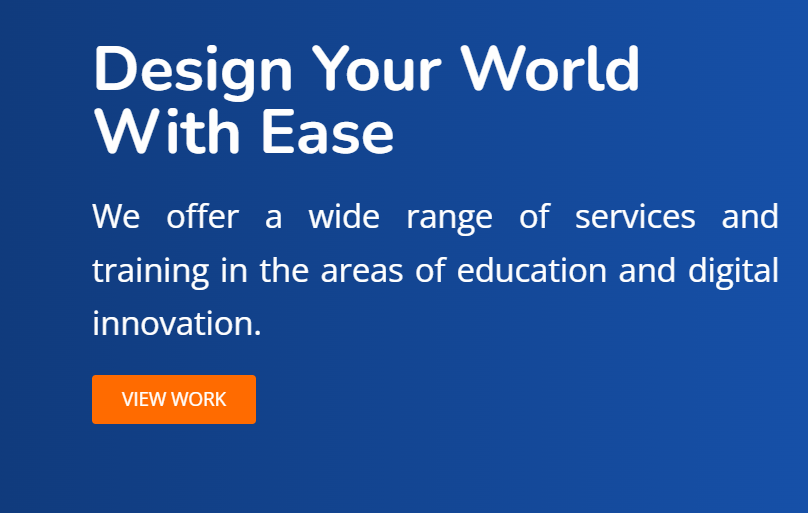 Design Your World
With Ease
We offer a wide range of services and
training in the areas of education and digital
innovation.
VIEW WORK